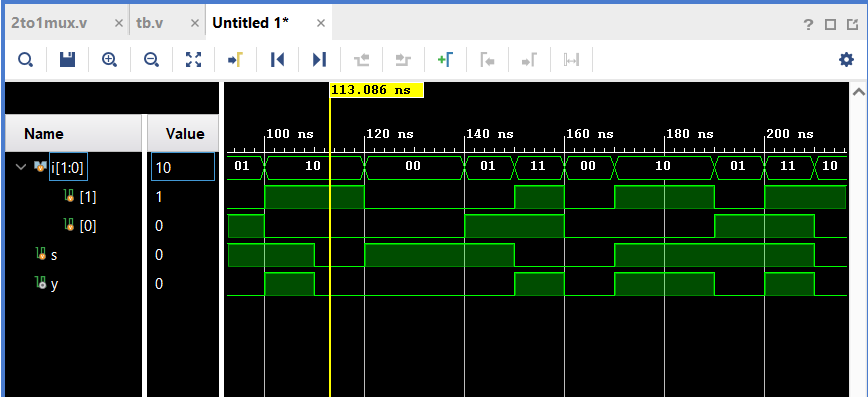 2to1mux.v × tb.v × Untitled 1* × ?
113.086 ns
Name Value 100 ns 120 ns 140 ns 160 ns 180 ns 200 ns
i[1:0] 10 01 10 00 01 11 00 10 01 11 10
[1] 1
[0] 0
s 0
y 0